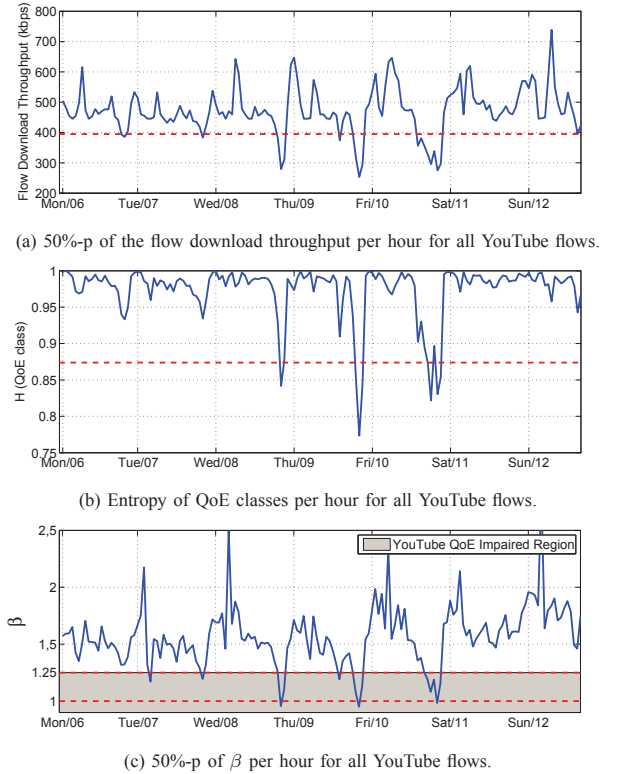 800
700
600
500
400
300
200
Flow Download Throughput (kbps)
Mon/06 Tue/07 Wed/08 Thu/09 Fri/10 Sat/11 Sun/12
(a) 50%-p of the flow download throughput per hour for all YouTube flows.
1
0.95
0.9
0.85
0.8
0.75
H (QoE class)
Mon/06 Tue/07 Wed/08 Thu/09 Fri/10 Sat/11 Sun/12
(b) Entropy of QoE classes per hour for all YouTube flows.
2,5
2
1.5
1.25
1
β
YouTube QoE Impaired Region
Mon/06 Tue/07 Wed/08 Thu/09 Fri/10 Sat/11 Sun/12
(c) 50%-p of β per hour for all YouTube flows.